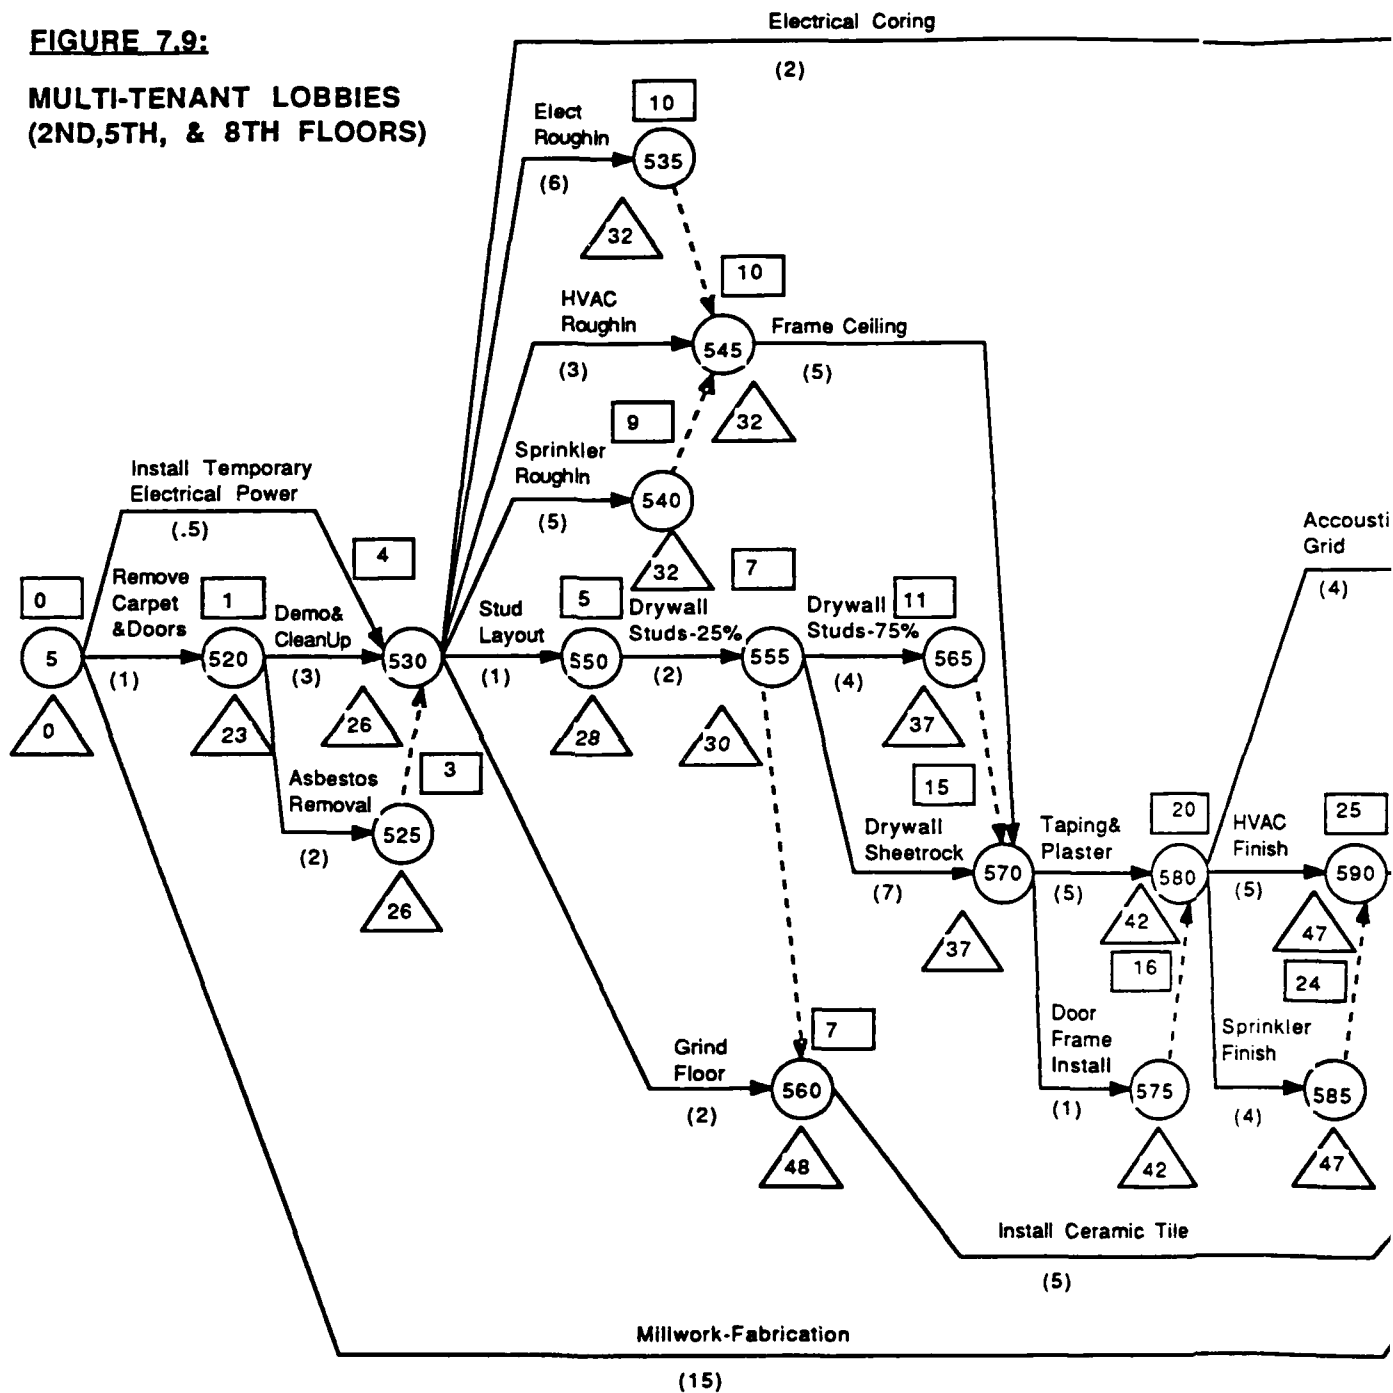 FIGURE 7.9:
MULTI-TENANT LOBBIES
(2ND,5TH, & 8TH FLOORS)
Electrical Coring
(2)
Elect
Roughin
(6)
10
535
32
HVAC
Roughin
(3)
10
545
32
Frame Ceiling
(5)
Sprinkler
Roughin
(5)
9
540
32
Install Temporary
Electrical Power
(.5)
0
5
0
Remove
Carpet
&Doors
(1)
1
520
23
Demo&
CleanUp
(3)
4
530
26
Asbestos
Removal
(2)
3
525
26
Stud
Layout
(1)
5
550
28
Drywall
Studs-25%
(2)
7
555
30
Drywall
Studs-75%
(4)
11
565
37
Drywall
Sheetrock
(7)
15
570
37
Taping&
Plaster
(5)
20
580
42
Accousti
Grid
(4)
HVAC
Finish
(5)
25
590
47
Door
Frame
Install
(1)
16
575
42
Sprinkler
Finish
(4)
24
585
47
Grind
Floor
(2)
7
560
48
Install Ceramic Tile
(5)
Millwork-Fabrication
(15)